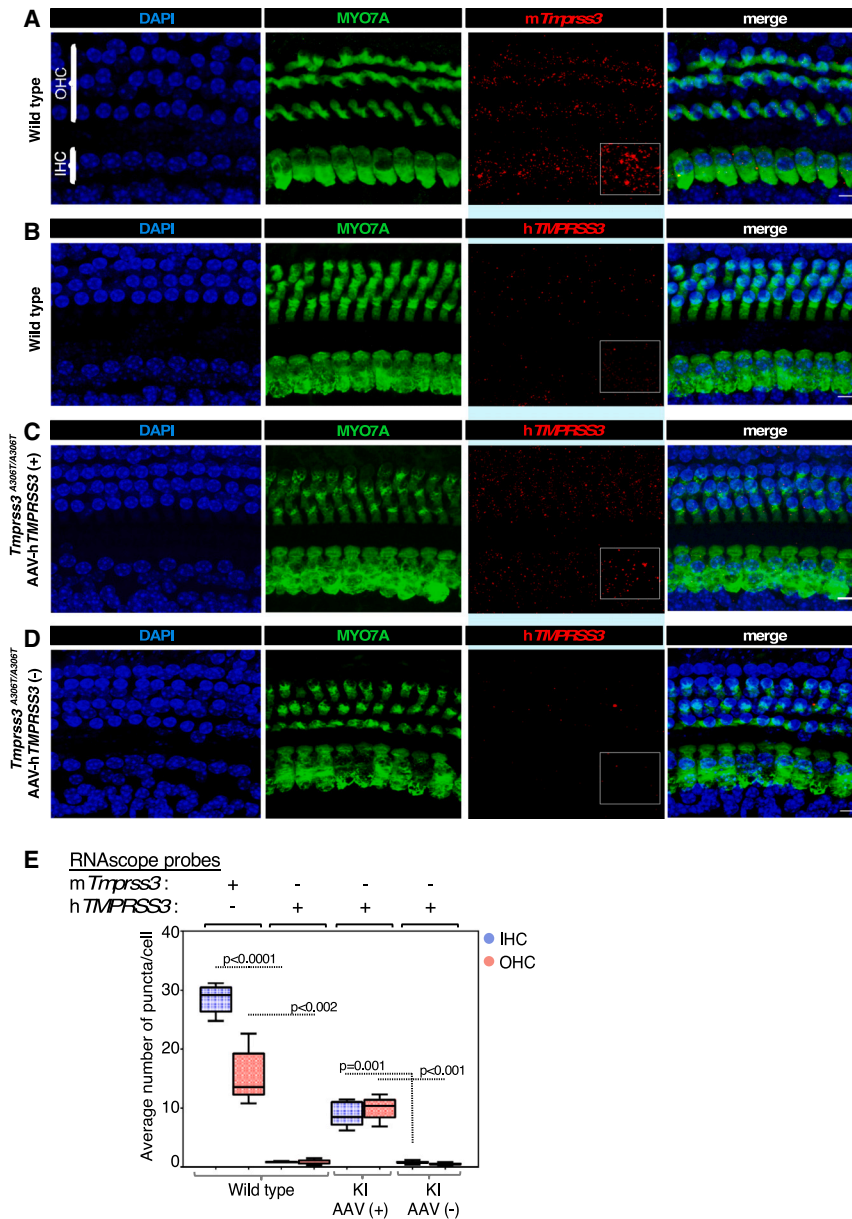 A DAPI MYO7A mTmprss3 merge
Wild type
OHC
IHC
B DAPI MYO7A hTMPRSS3 merge
Wild type
C DAPI MYO7A hTMPRSS3 merge
Tmprss3 A306T/A306T
AAV-hTMPRSS3 (+)
D DAPI MYO7A hTMPRSS3 merge
Tmprss3 A306T/A306T
AAV-hTMPRSS3 (-)
E RNAscope probes
mTmprss3 : + - - -
hTMPRSS3 : - + + +
Average number of puncta/cell
40
30
20
10
0
p<0.0001
p<0.002
p=0.001
p<0.001
IHC
OHC
Wild type KI KI
AAV (+) AAV (-)